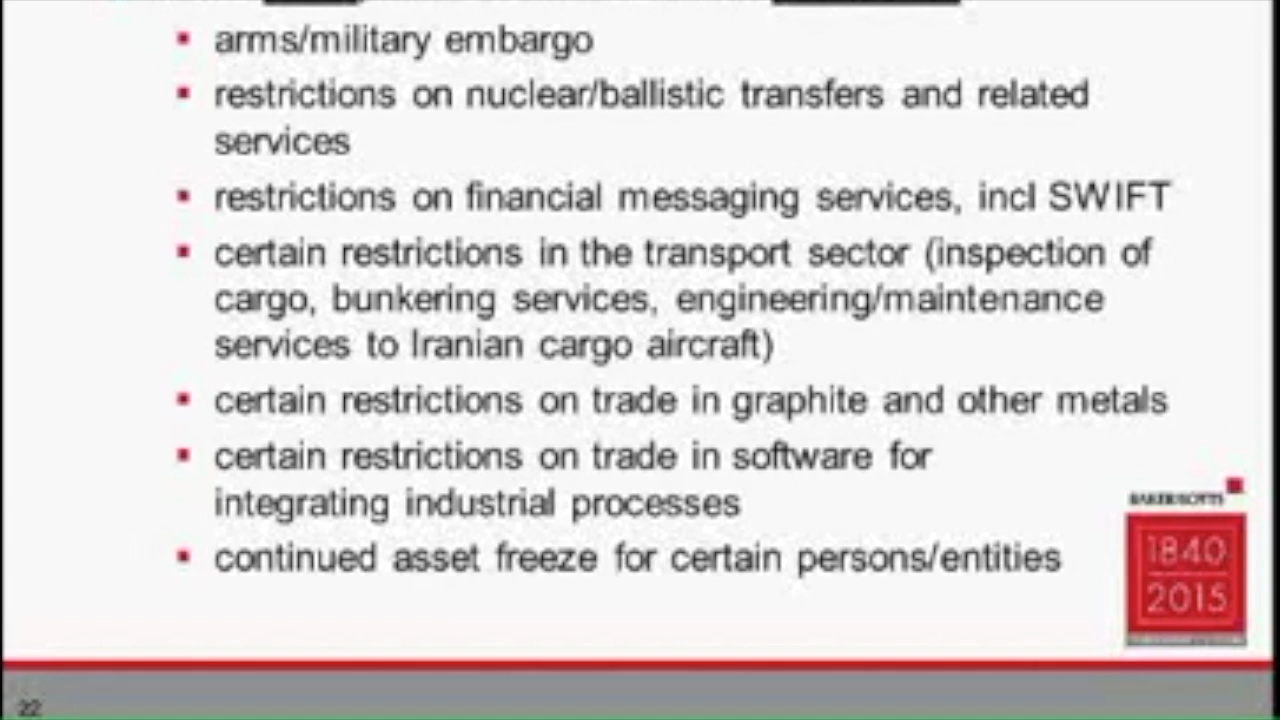 ▪ arms/military embargo
▪ restrictions on nuclear/ballistic transfers and related
services
▪ restrictions on financial messaging services, incl SWIFT
▪ certain restrictions in the transport sector (inspection of
cargo, bunkering services, engineering/maintenance
services to Iranian cargo aircraft)
▪ certain restrictions on trade in graphite and other metals
▪ certain restrictions on trade in software for
integrating industrial processes
▪ continued asset freeze for certain persons/entities
BAKER BOTTS
1840
2015
22